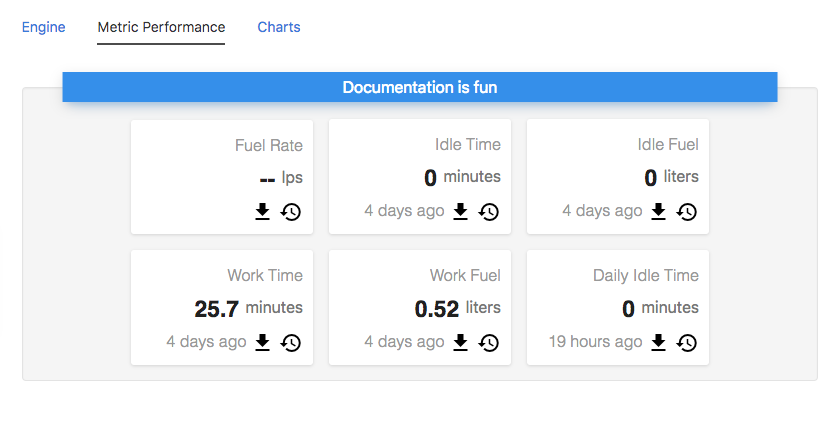 Engine Metric Performance Charts
Documentation is fun
Fuel Rate
-- lps
Idle Time
0 minutes
4 days ago
Idle Fuel
0 liters
4 days ago
Work Time
25.7 minutes
4 days ago
Work Fuel
0.52 liters
4 days ago
Daily Idle Time
0 minutes
19 hours ago